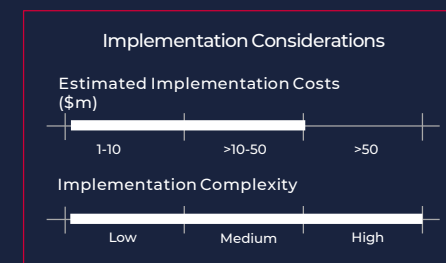 Implementation Considerations
Estimated Implementation Costs
($m)
1-10 >10-50 >50
Implementation Complexity
Low Medium High